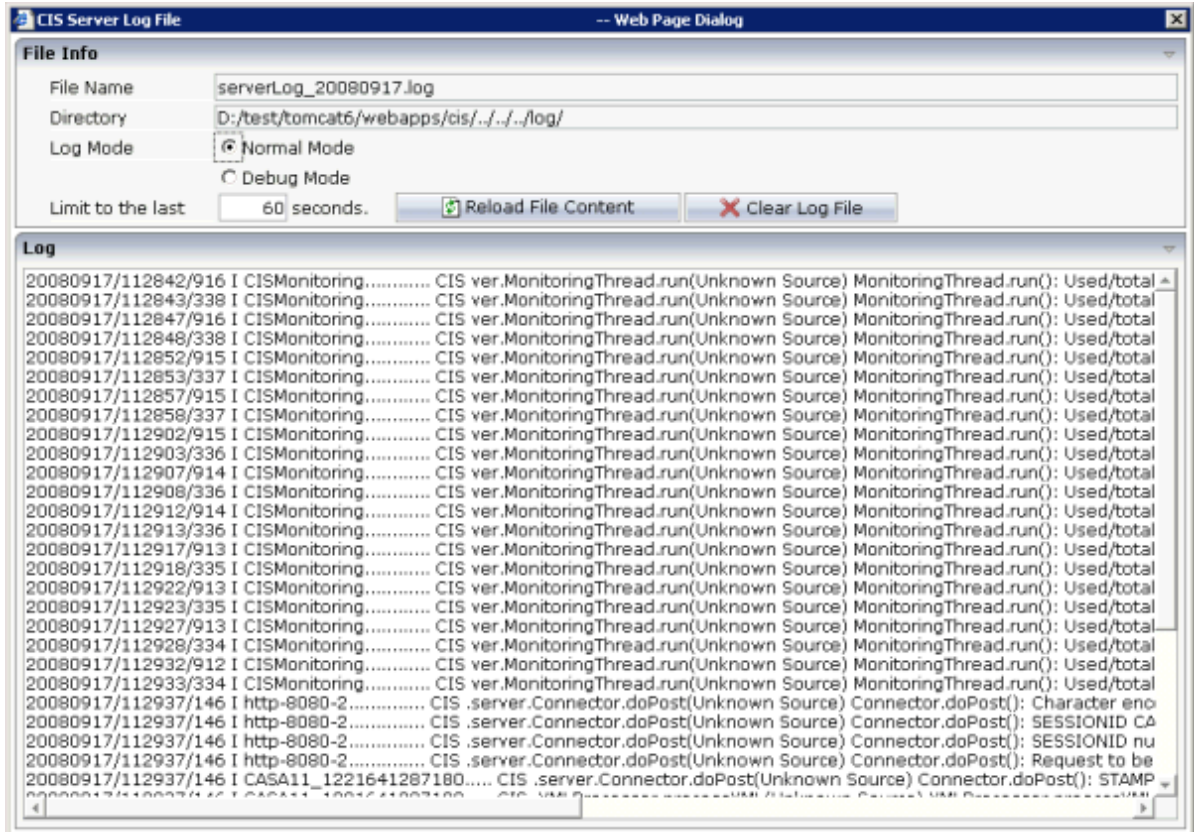 CIS Server Log File -- Web Page Dialog
File Info
File Name serverLog_20080917.log
Directory D:/test/tomcat6/webapps/cis/../../../log/
Log Mode Normal Mode
Debug Mode
Limit to the last 60 seconds. Reload File Content Clear Log File
Log
20080917/112842/916 I CISMonitoring............ CIS ver.MonitoringThread.run(Unknown Source) MonitoringThread.run(): Used/total
20080917/112843/338 I CISMonitoring............ CIS ver.MonitoringThread.run(Unknown Source) MonitoringThread.run(): Used/total
20080917/112847/916 I CISMonitoring............ CIS ver.MonitoringThread.run(Unknown Source) MonitoringThread.run(): Used/total
20080917/112848/338 I CISMonitoring............ CIS ver.MonitoringThread.run(Unknown Source) MonitoringThread.run(): Used/total
20080917/112852/915 I CISMonitoring............ CIS ver.MonitoringThread.run(Unknown Source) MonitoringThread.run(): Used/total
20080917/112853/337 I CISMonitoring............ CIS ver.MonitoringThread.run(Unknown Source) MonitoringThread.run(): Used/total
20080917/112857/915 I CISMonitoring............ CIS ver.MonitoringThread.run(Unknown Source) MonitoringThread.run(): Used/total
20080917/112858/337 I CISMonitoring............ CIS ver.MonitoringThread.run(Unknown Source) MonitoringThread.run(): Used/total
20080917/112902/915 I CISMonitoring............ CIS ver.MonitoringThread.run(Unknown Source) MonitoringThread.run(): Used/total
20080917/112903/336 I CISMonitoring............ CIS ver.MonitoringThread.run(Unknown Source) MonitoringThread.run(): Used/total
20080917/112907/914 I CISMonitoring............ CIS ver.MonitoringThread.run(Unknown Source) MonitoringThread.run(): Used/total
20080917/112908/336 I CISMonitoring............ CIS ver.MonitoringThread.run(Unknown Source) MonitoringThread.run(): Used/total
20080917/112912/914 I CISMonitoring............ CIS ver.MonitoringThread.run(Unknown Source) MonitoringThread.run(): Used/total
20080917/112913/336 I CISMonitoring............ CIS ver.MonitoringThread.run(Unknown Source) MonitoringThread.run(): Used/total
20080917/112917/913 I CISMonitoring............ CIS ver.MonitoringThread.run(Unknown Source) MonitoringThread.run(): Used/total
20080917/112918/335 I CISMonitoring............ CIS ver.MonitoringThread.run(Unknown Source) MonitoringThread.run(): Used/total
20080917/112922/913 I CISMonitoring............ CIS ver.MonitoringThread.run(Unknown Source) MonitoringThread.run(): Used/total
20080917/112923/335 I CISMonitoring............ CIS ver.MonitoringThread.run(Unknown Source) MonitoringThread.run(): Used/total
20080917/112927/913 I CISMonitoring............ CIS ver.MonitoringThread.run(Unknown Source) MonitoringThread.run(): Used/total
20080917/112928/334 I CISMonitoring............ CIS ver.MonitoringThread.run(Unknown Source) MonitoringThread.run(): Used/total
20080917/112932/912 I CISMonitoring............ CIS ver.MonitoringThread.run(Unknown Source) MonitoringThread.run(): Used/total
20080917/112933/334 I CISMonitoring............ CIS ver.MonitoringThread.run(Unknown Source) MonitoringThread.run(): Used/total
20080917/112937/146 I http-8080-2.............. CIS .server.Connector.doPost(Unknown Source) Connector.doPost(): Character enc
20080917/112937/146 I http-8080-2.............. CIS .server.Connector.doPost(Unknown Source) Connector.doPost(): SESSIONID CA
20080917/112937/146 I http-8080-2.............. CIS .server.Connector.doPost(Unknown Source) Connector.doPost(): SESSIONID nu
20080917/112937/146 I http-8080-2.............. CIS .server.Connector.doPost(Unknown Source) Connector.doPost(): Request to be
20080917/112937/146 I CASA11_1221641287180..... CIS .server.Connector.doPost(Unknown Source) Connector.doPost(): STAMP